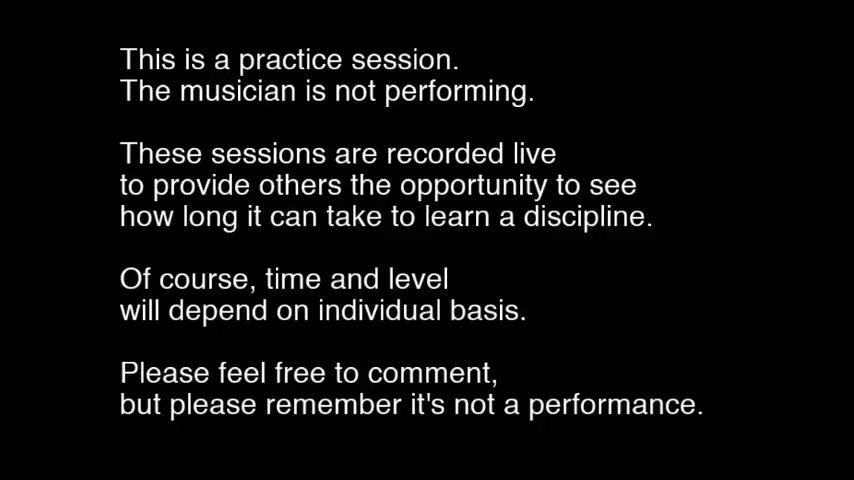 This is a practice session.
The musician is not performing.
These sessions are recorded live
to provide others the opportunity to see
how long it can take to learn a discipline.
Of course, time and level
will depend on individual basis.
Please feel free to comment,
but please remember it's not a performance.